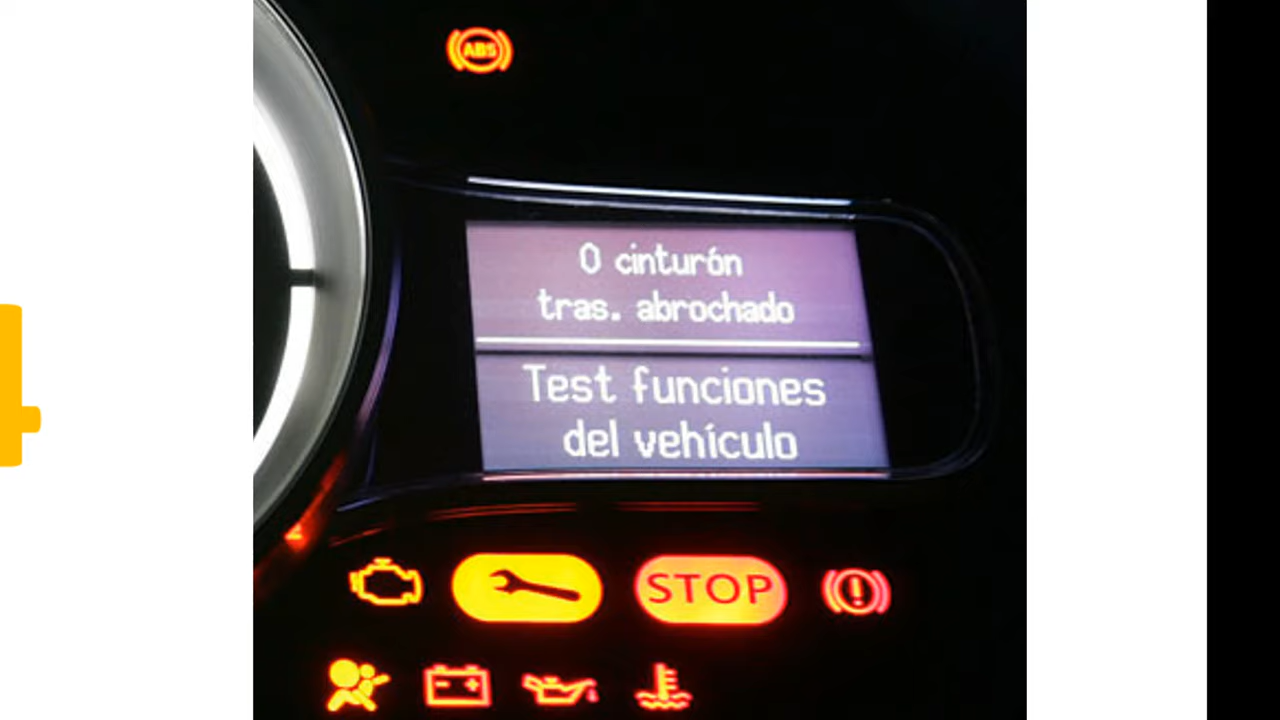 ABS
0 cinturón
tras. abrochado
Test funciones
del vehículo
STOP